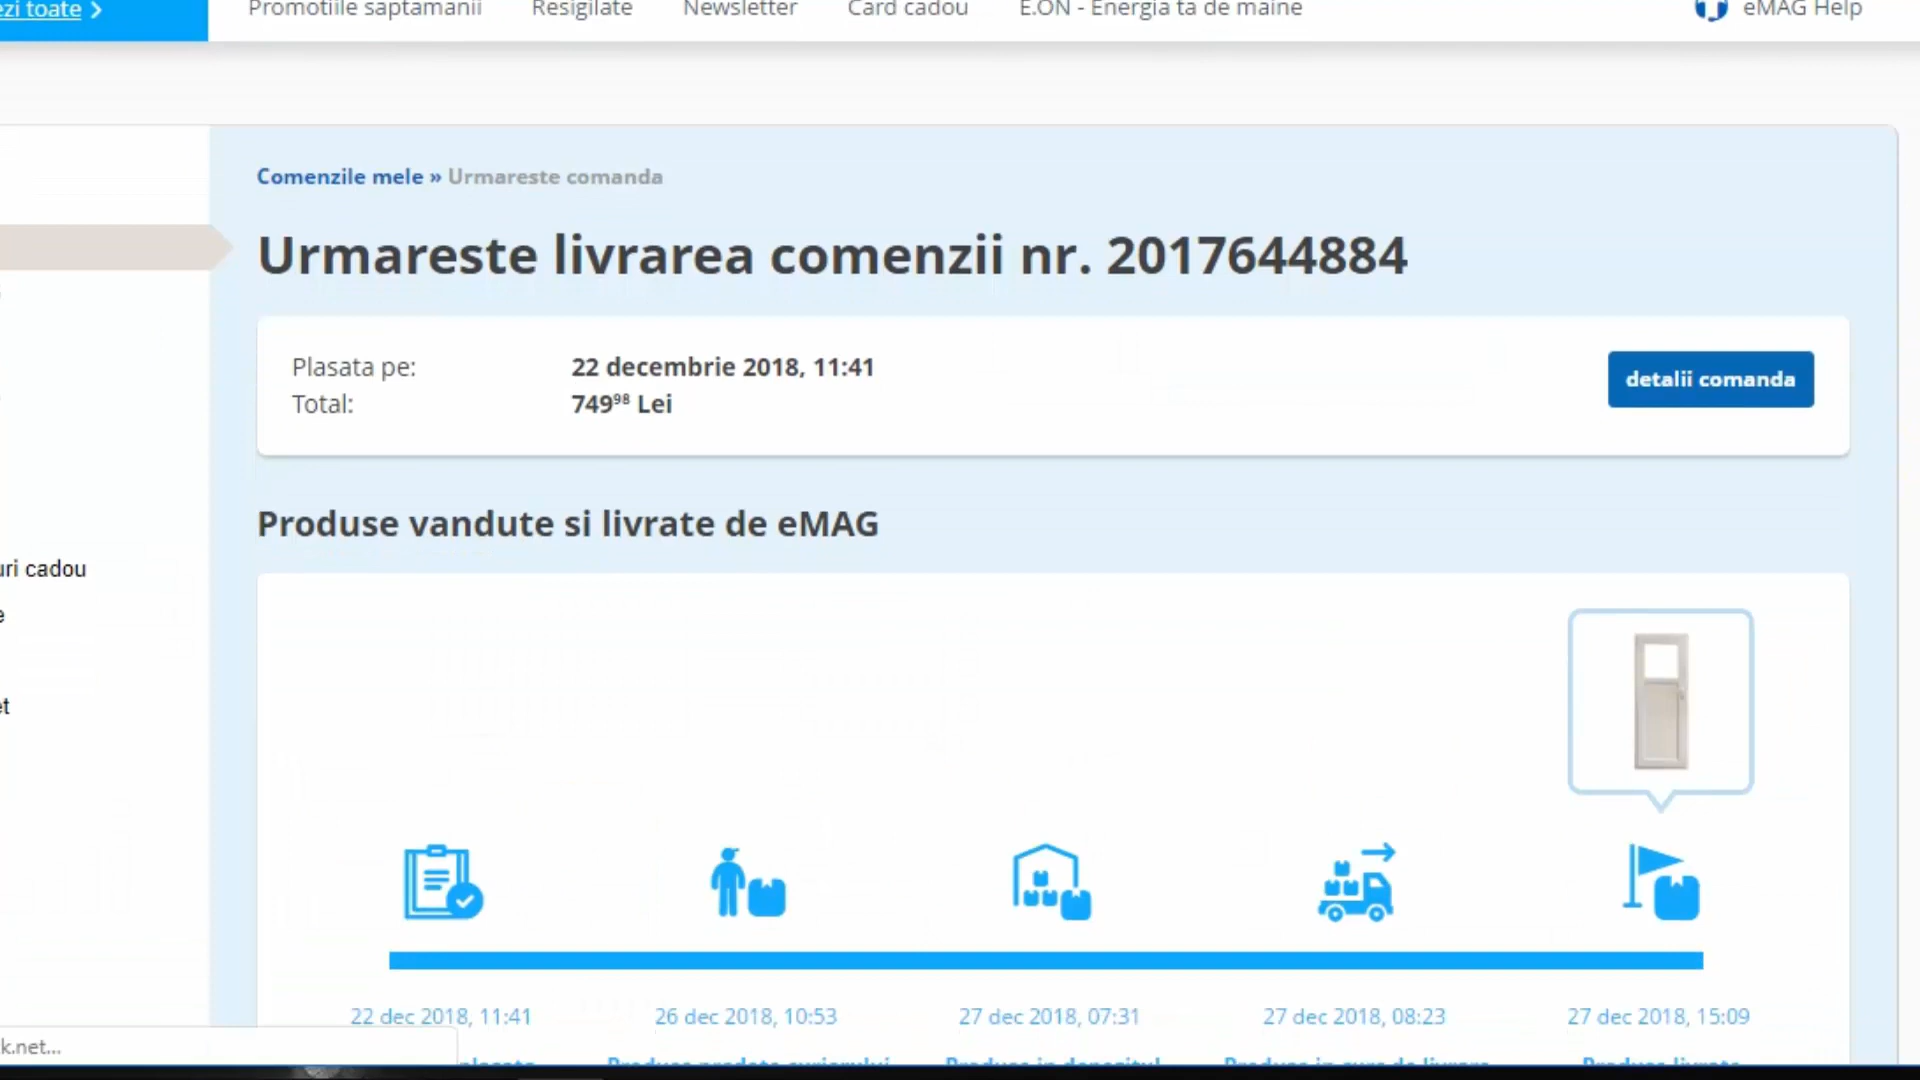 ezi toate
Promotiile saptamanii Resigilate Newsletter Card cadou E.ON - Energia ta de maine eMAG Help
Comenzile mele » Urmareste comanda
Urmareste livrarea comenzii nr. 2017644884
Plasata pe: 22 decembrie 2018, 11:41
detalii comanda
Total: 749⁹⁸ Lei
Produse vandute si livrate de eMAG
uri cadou
e
et
22 dec 2018, 11:41 26 dec 2018, 10:53 27 dec 2018, 07:31 27 dec 2018, 08:23 27 dec 2018, 15:09
k.net...